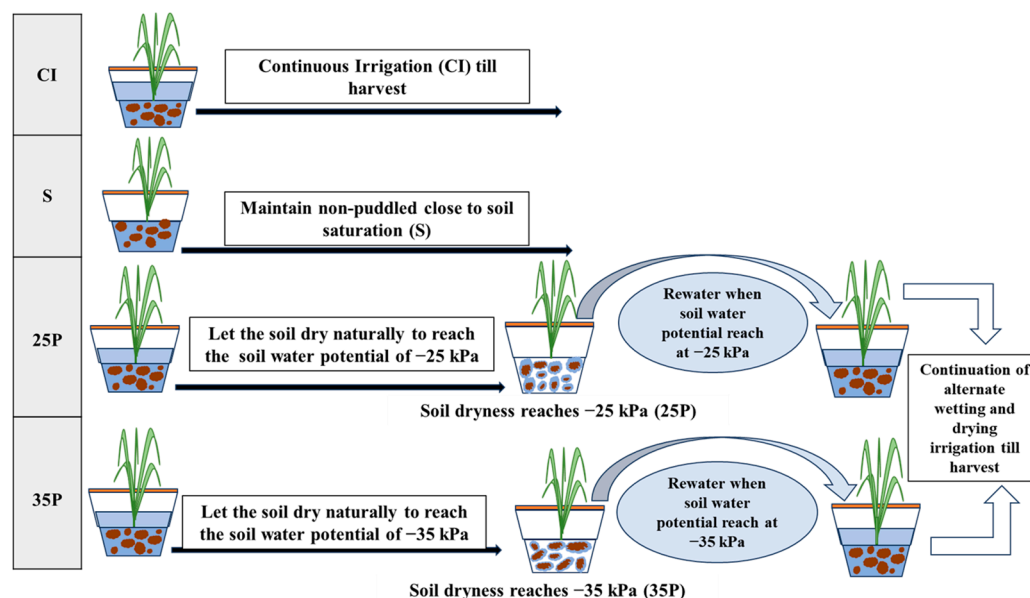 CI
Continuous Irrigation (CI) till
harvest
S
Maintain non-puddled close to soil
saturation (S)
25P
Let the soil dry naturally to reach
the soil water potential of −25 kPa
Soil dryness reaches −25 kPa (25P)
Rewater when
soil water
potential reach
at −25 kPa
Continuation of
alternate
wetting and
drying
irrigation till
harvest
35P
Let the soil dry naturally to reach
the soil water potential of −35 kPa
Soil dryness reaches −35 kPa (35P)
Rewater when
soil water
potential reach at
−35 kPa